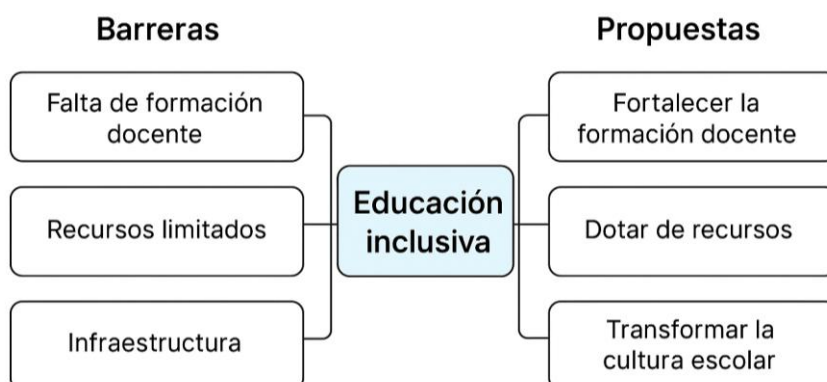 Barreras
Falta de formación
docente
Recursos limitados
Infraestructura
Educación
inclusiva
Propuestas
Fortalecer la
formación docente
Dotar de recursos
Transformar la
cultura escolar